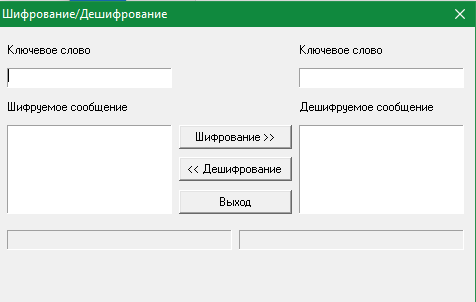 Шифрование/Дешифрование
Ключевое слово
Ключевое слово
Шифруемое сообщение
Дешифруемое сообщение
Шифрование >>
<< Дешифрование
Выход